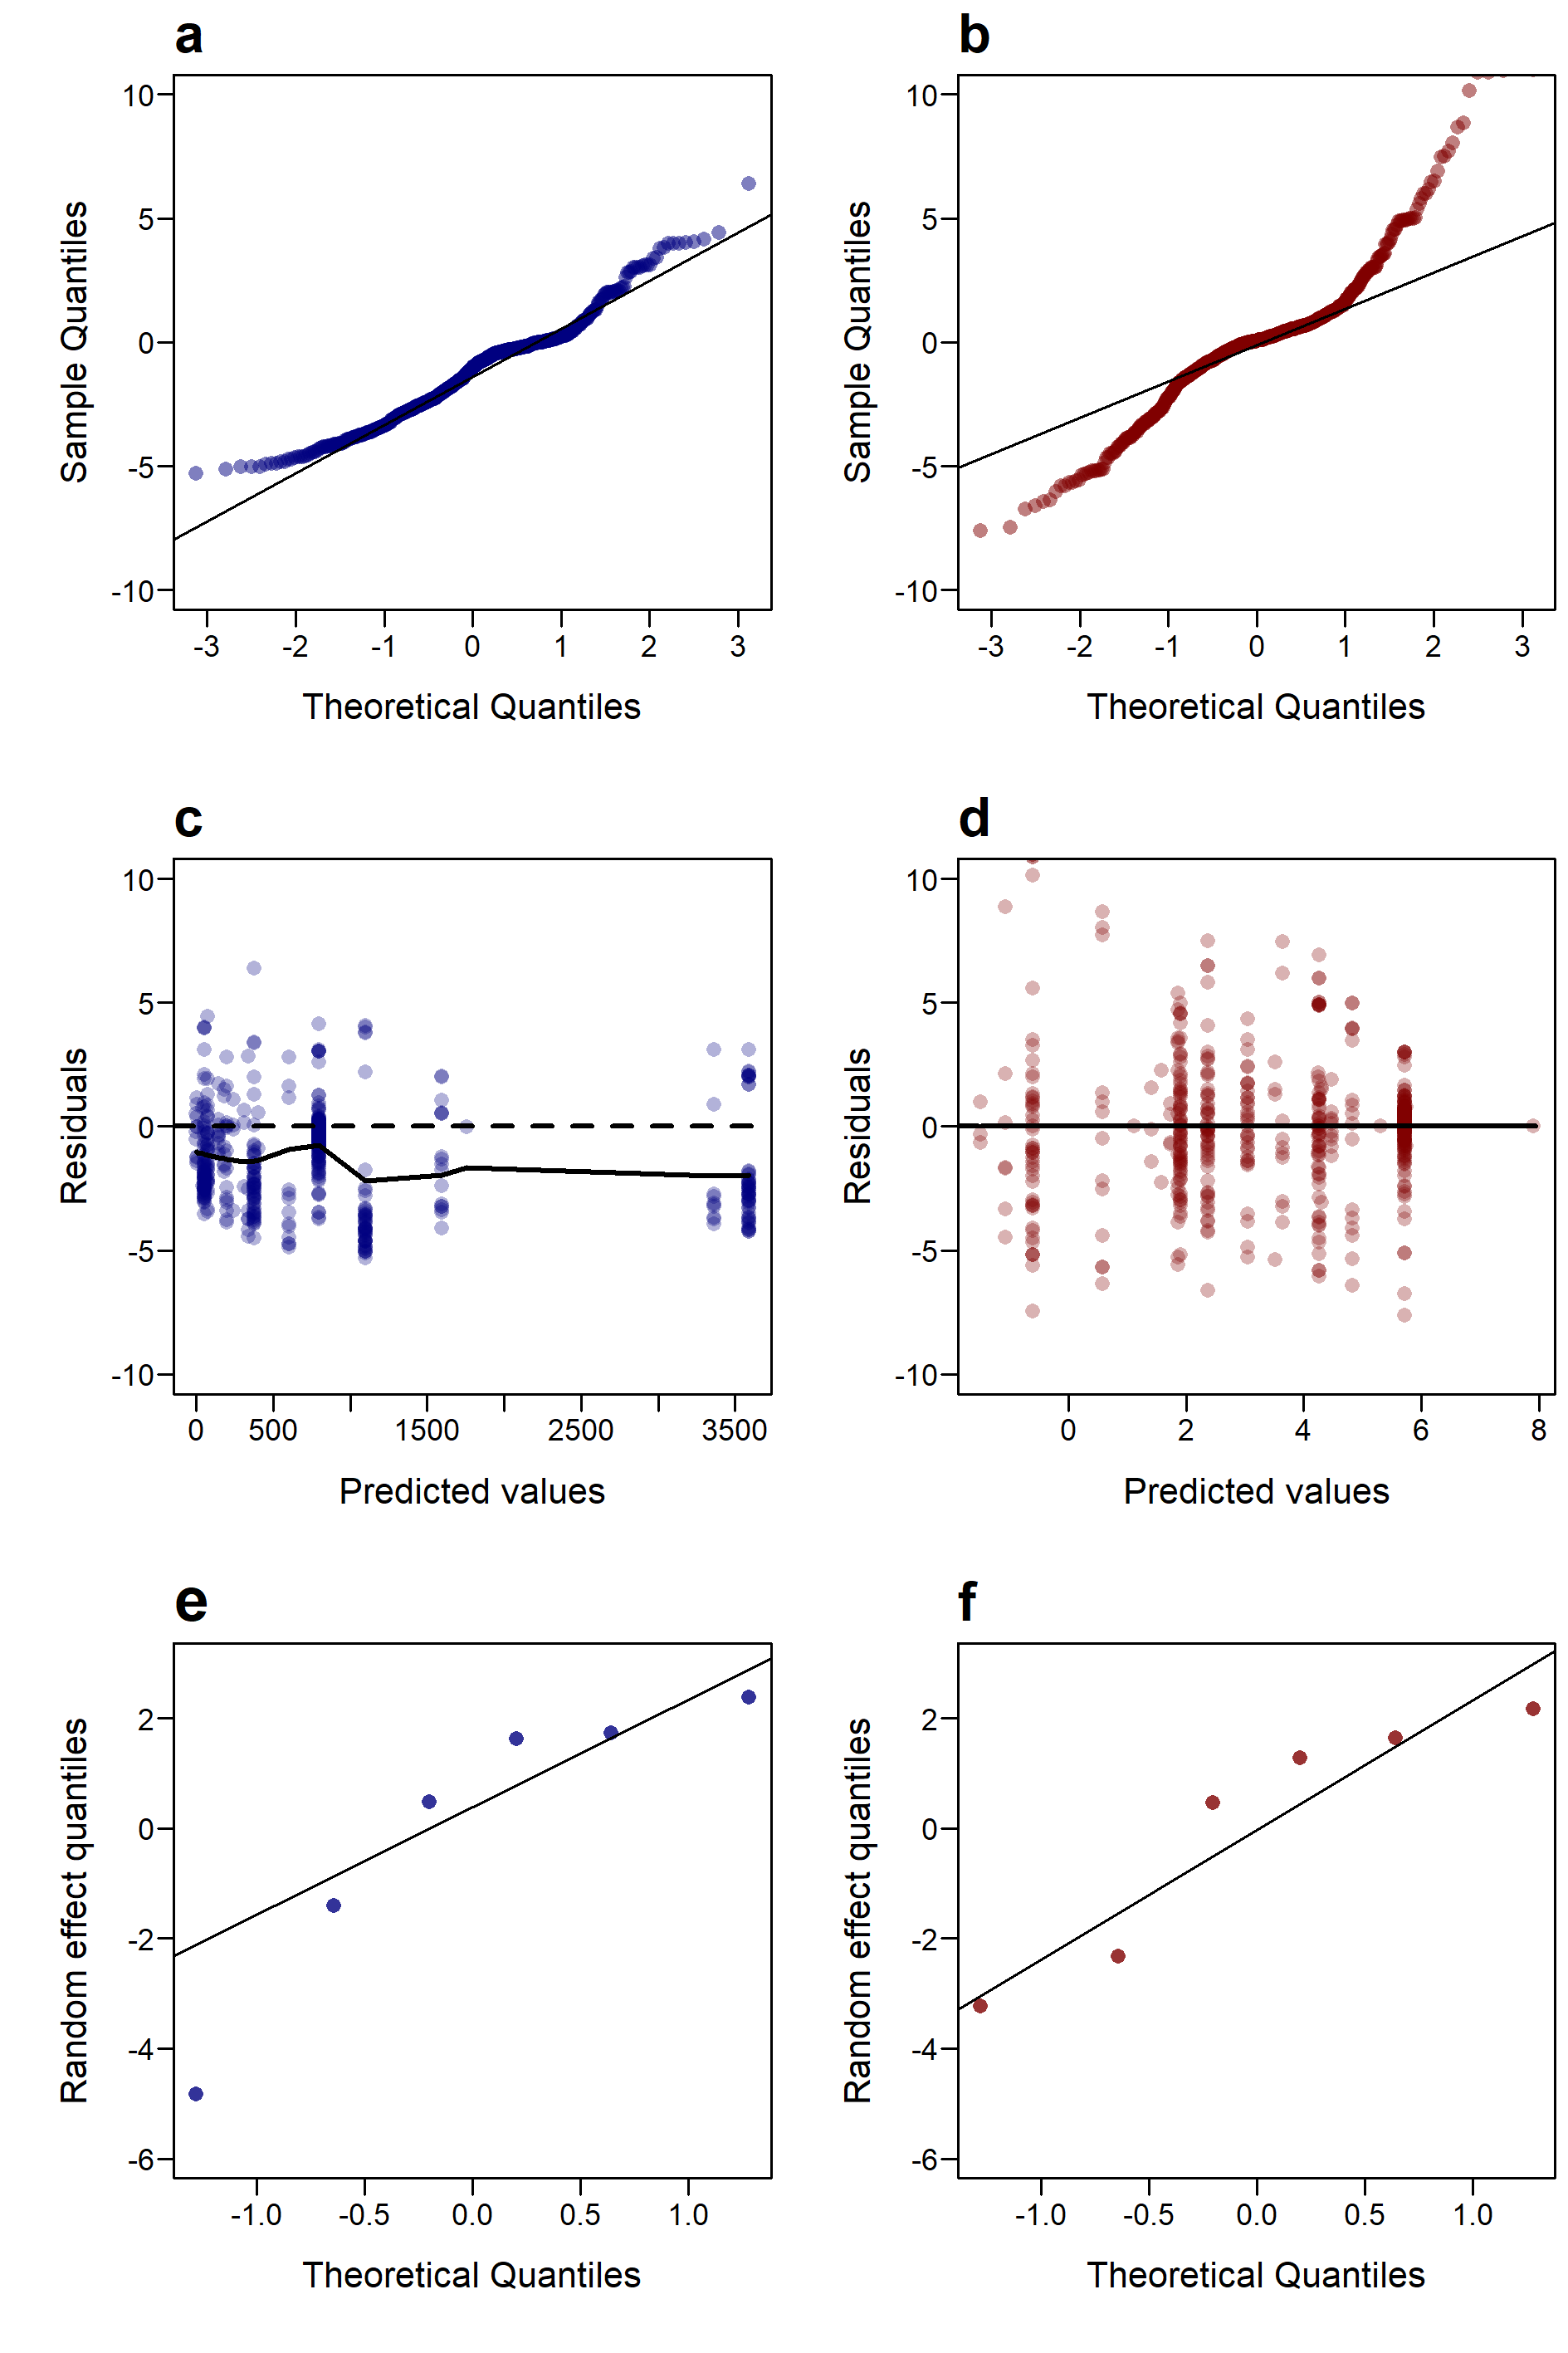 a
10
5
0
-5
-10
Sample Quantiles
-3 -2 -1 0 1 2 3
Theoretical Quantiles
b
10
5
0
-5
-10
Sample Quantiles
-3 -2 -1 0 1 2 3
Theoretical Quantiles
c
10
5
0
-5
-10
Residuals
0 500 1500 2500 3500
Predicted values
d
10
5
0
-5
-10
Residuals
0 2 4 6 8
Predicted values
e
2
0
-2
-4
-6
Random effect quantiles
-1.0 -0.5 0.0 0.5 1.0
Theoretical Quantiles
f
2
0
-2
-4
-6
Random effect quantiles
-1.0 -0.5 0.0 0.5 1.0
Theoretical Quantiles